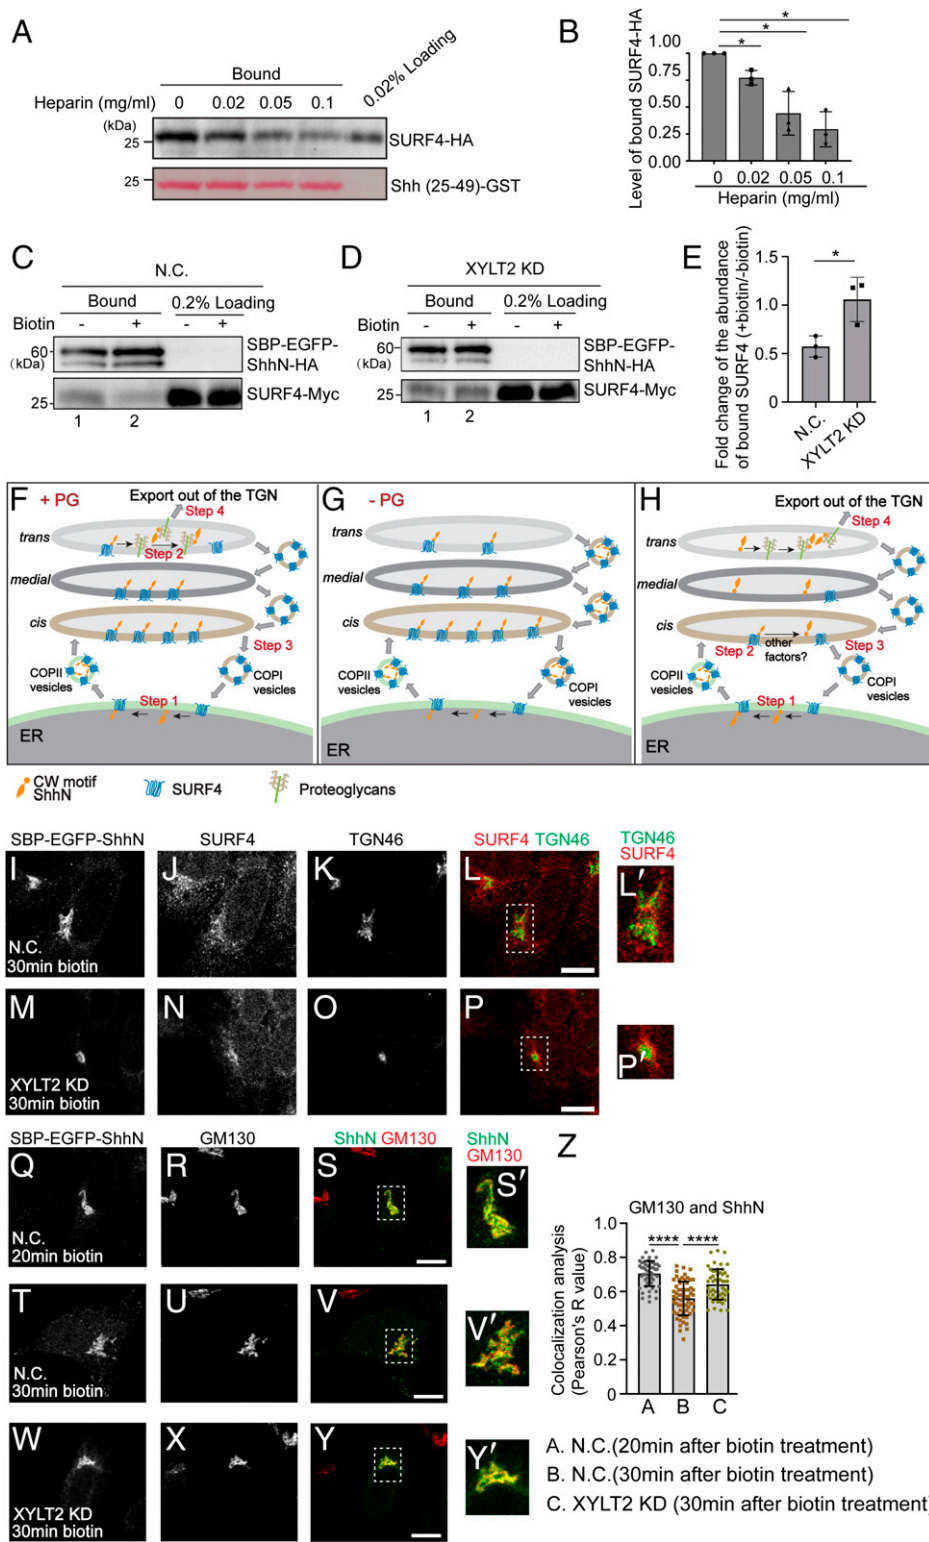 A
Bound
0.02% Loading
Heparin (mg/ml) 0 0.02 0.05 0.1
(kDa)
25
SURF4-HA
25
Shh (25-49)-GST
B
Level of bound SURF4-HA
1.00
0.75
0.50
0.25
0.00
* * *
0 0.02 0.05 0.1
Heparin (mg/ml)
C
N.C.
Bound 0.2% Loading
Biotin - + - +
60
(kDa)
SBP-EGFP-
ShhN-HA
25
SURF4-Myc
1 2
D
XYLT2 KD
Bound 0.2% Loading
Biotin - + - +
60
(kDa)
SBP-EGFP-
ShhN-HA
25
SURF4-Myc
1 2
E
Fold change of the abundance
of bound SURF4 (+biotin/-biotin)
1.5
1.0
0.5
0.0
*
N.C.
XYLT2 KD
F + PG
Export out of the TGN
Step 4
trans
Step 2
medial
cis
Step 3
COPII
vesicles
COPI
vesicles
Step 1
ER
G - PG
trans
medial
cis
COPII
vesicles
COPI
vesicles
ER
H
Export out of the TGN
Step 4
trans
medial
cis
Step 2
other
factors?
Step 3
COPII
vesicles
COPI
vesicles
Step 1
ER
CW motif
ShhN
SURF4
Proteoglycans
SBP-EGFP-ShhN SURF4 TGN46 SURF4 TGN46 TGN46
SURF4
I J K L L'
N.C.
30min biotin
M N O P P'
XYLT2 KD
30min biotin
SBP-EGFP-ShhN GM130 ShhN GM130 ShhN
GM130
Q R S S'
N.C.
20min biotin
T U V V'
N.C.
30min biotin
W X Y Y'
XYLT2 KD
30min biotin
Z
GM130 and ShhN
Colocalization analysis
(Pearson's R value)
1.0
0.8
0.6
0.4
0.2
0
**** ****
A B C
A. N.C.(20min after biotin treatment)
B. N.C.(30min after biotin treatment)
C. XYLT2 KD (30min after biotin treatment)